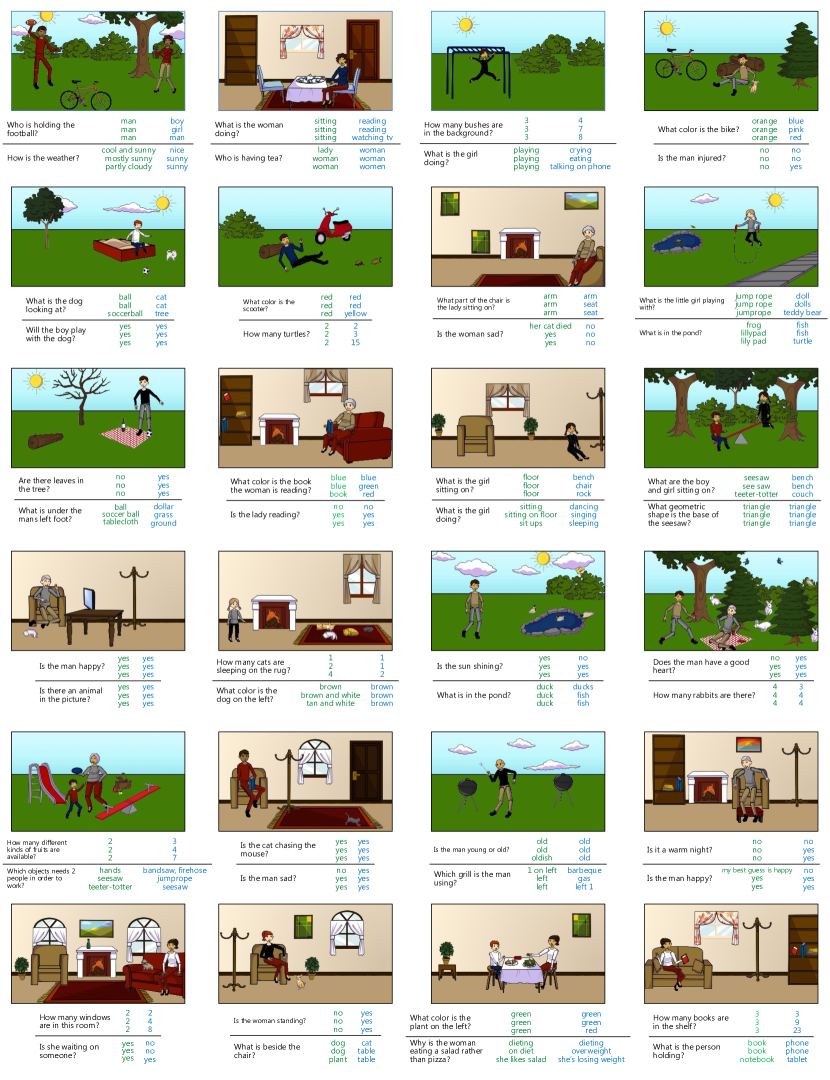 Who is holding the
football?
man boy
man girl
man man
How is the weather?
cool and sunny nice
mostly sunny sunny
partly cloudy sunny
What is the woman
doing?
sitting reading
sitting reading
sitting watching tv
Who is having tea?
lady woman
woman woman
woman women
How many bushes are
in the background?
3 4
3 7
3 8
What is the girl
doing?
playing crying
playing eating
playing talking on phone
What color is the bike?
orange blue
orange pink
orange red
Is the man injured?
no no
no no
no yes
What is the dog
looking at?
ball cat
ball cat
soccerball tree
Will the boy play
with the dog?
yes yes
yes yes
yes yes
What color is the
scooter?
red red
red red
red yellow
How many turtles?
2 2
2 3
2 15
What part of the chair is
the lady sitting on?
arm arm
arm seat
arm seat
Is the woman sad?
her cat died no
yes no
yes no
What is the little girl playing
with?
jump rope doll
jump rope dolls
jumprope teddy bear
What is in the pond?
frog fish
lillypad fish
lily pad turtle
Are there leaves in
the tree?
no yes
no yes
no yes
What is under the
mans left foot?
ball dollar
soccer ball grass
tablecloth ground
What color is the book
the woman is reading?
blue blue
blue green
book red
Is the lady reading?
no no
yes yes
yes yes
What is the girl
sitting on?
floor bench
floor chair
floor rock
What is the girl
doing?
sitting dancing
sitting on floor singing
sit ups sleeping
What are the boy
and girl sitting on?
seesaw bench
see saw bench
teeter-totter couch
What geometric
shape is the base of
the seesaw?
triangle triangle
triangle triangle
triangle triangle
Is the man happy?
yes yes
yes yes
yes yes
Is there an animal
in the picture?
yes yes
yes yes
yes yes
How many cats are
sleeping on the rug?
1 1
2 1
4 2
What color is the
dog on the left?
brown brown
brown and white brown
tan and white brown
Is the sun shining?
yes no
yes yes
yes yes
What is in the pond?
duck ducks
duck fish
duck fish
Does the man have a good
heart?
no yes
yes yes
yes yes
How many rabbits are there?
4 3
4 4
4 4
How many different
kinds of fruits are
available?
2 3
2 4
2 7
Which objects needs 2
people in order to
work?
hands bandsaw, firehose
seesaw jumprope
teeter-totter seesaw
Is the cat chasing the
mouse?
yes yes
yes yes
yes yes
Is the man sad?
no yes
yes yes
yes yes
Is the man young or old?
old old
old old
oldish old
Which grill is the man
using?
1 on left barbeque
left gas
left left 1
Is it a warm night?
no no
no yes
no yes
Is the man happy?
my best guess is happy no
yes yes
yes yes
How many windows
are in this room?
2 2
2 4
2 8
Is she waiting on
someone?
yes no
yes no
yes yes
Is the woman standing?
no yes
no yes
no yes
What is beside the
chair?
dog cat
dog table
plant table
What color is the
plant on the left?
green green
green green
green red
Why is the woman
eating a salad rather
than pizza?
dieting dieting
on diet overweight
she likes salad she's losing weight
How many books are
in the shelf?
3 3
3 9
3 23
What is the person
holding?
book phone
book phone
notebook tablet